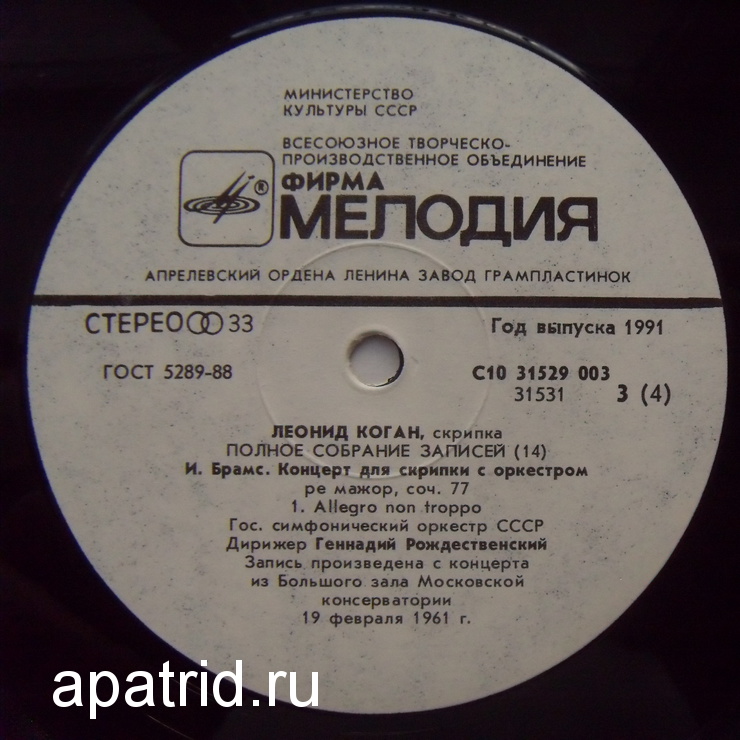 МИНИСТЕРСТВО
КУЛЬТУРЫ СССР
ВСЕСОЮЗНОЕ ТВОРЧЕСКО-
ПРОИЗВОДСТВЕННОЕ ОБЪЕДИНЕНИЕ
® ФИРМА
МЕЛОДИЯ
АПРЕЛЕВСКИЙ ОРДЕНА ЛЕНИНА ЗАВОД ГРАМПЛАСТИНОК
СТЕРЕО 33
Год выпуска 1991
ГОСТ 5289-88
С10 31529 003
31531 3 (4)
ЛЕОНИД КОГАН, скрипка
ПОЛНОЕ СОБРАНИЕ ЗАПИСЕЙ (14)
И. Брамс. Концерт для скрипки с оркестром
ре мажор, соч. 77
1. Allegro non troppo
Гос. симфонический оркестр СССР
Дирижер Геннадий Рождественский
Запись произведена с концерта
из Большого зала Московской
консерватории
19 февраля 1961 г.
apatrid.ru